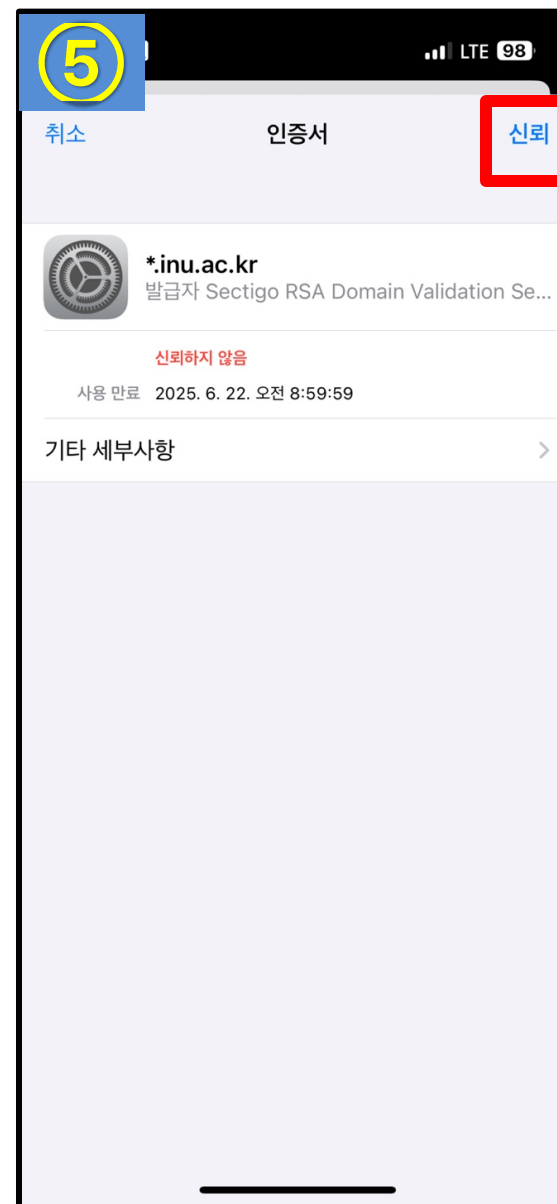 ⑤
LTE 98
취소 인증서 신뢰
*.inu.ac.kr
발급자 Sectigo RSA Domain Validation Se...
신뢰하지 않음
사용 만료 2025. 6. 22. 오전 8:59:59
기타 세부사항